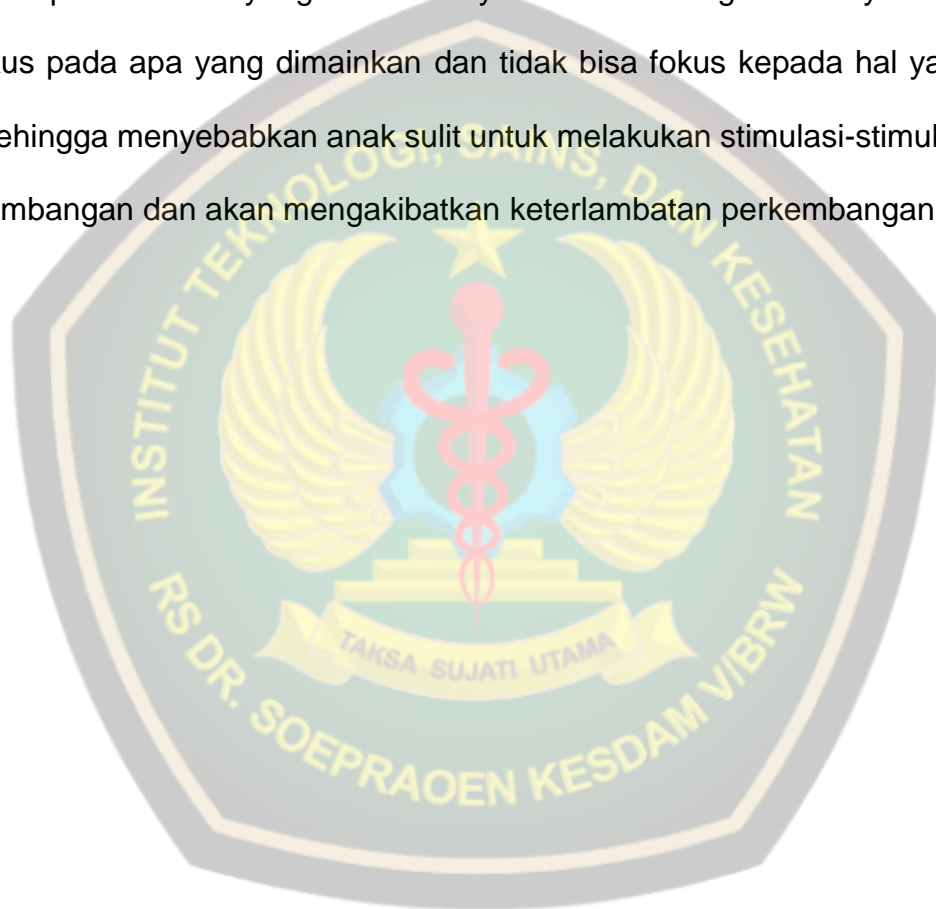 yang
us pada apa yang dimainkan dan tidak bisa fokus kepada hal ya
ehingga menyebabkan anak sulit untuk melakukan stimulasi-stimul
mbangan dan akan mengakibatkan keterlambatan perkembangan
INSTITUT TEKNOLOGI, SAINS, DAN KESEHATAN
TAKSA SUJATI UTAMA
RS DR. SOEPRAOEN KESDAM V/BRW